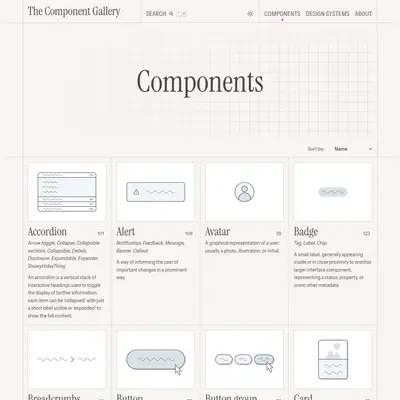 The Component Gallery
SEARCH
COMPONENTS DESIGN SYSTEMS ABOUT
Components
Sort by: Name
Accordion 101
Arrow toggle, Collapse, Collapsible
sections, Collapsible, Details,
Disclosure, Expandable, Expander,
ShowyHideyThing
An accordion is a vertical stack of
interactive headings used to toggle
the display of further information;
each item can be 'collapsed' with just
a short label visible or 'expanded' to
show the full content.
Alert
Notification, Feedback, Message,
Banner, Callout
A way of informing the user of
important changes in a prominent
way.
Avatar
A graphical representation of a user:
usually a photo, illustration, or initial.
Badge 123
Tag, Label, Chip
A small label, generally appearing
inside or in close proximity to another
larger interface component,
representing a status, property, or
some other metadata.
Breadcrumbs
Button
Button group
Card